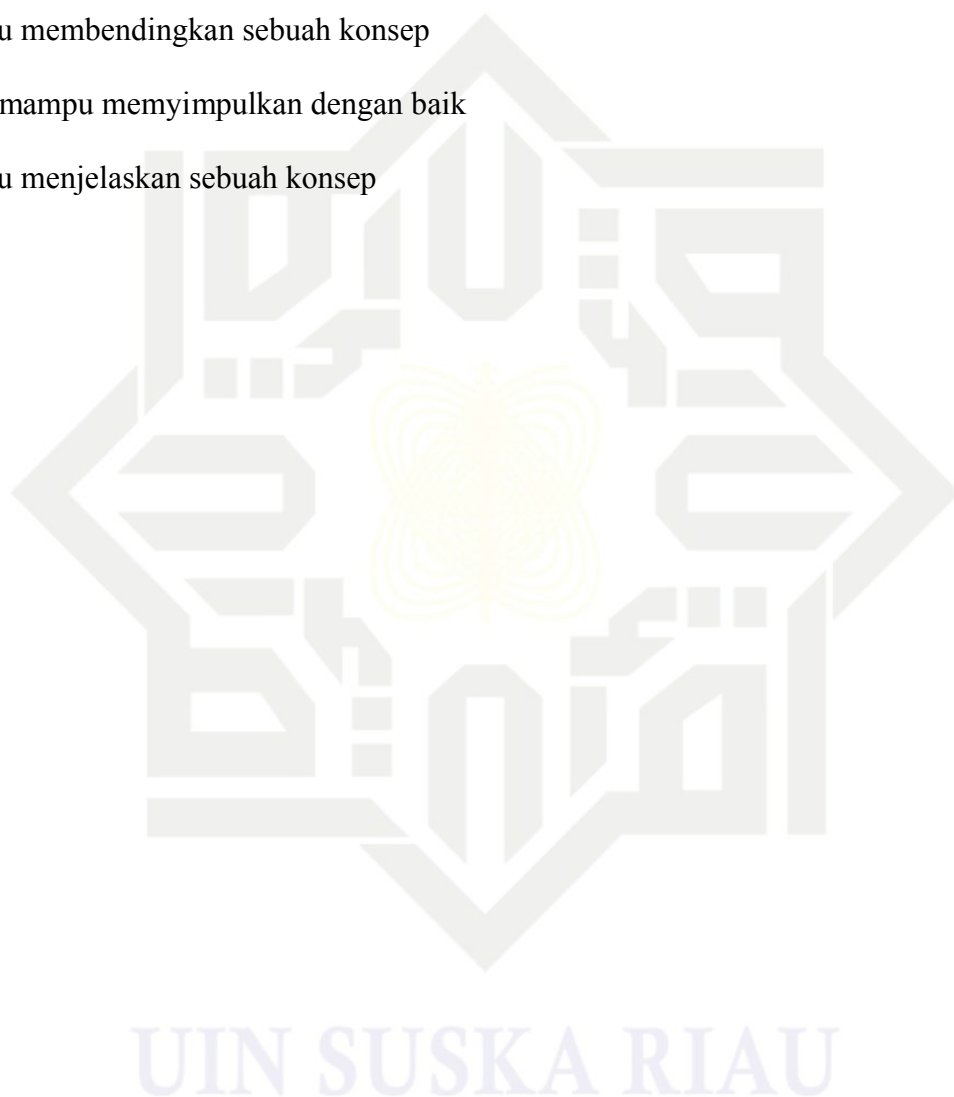 u membendingkan sebuah konsep
mampu memyimpulkan dengan baik
u menjelaskan sebuah konsep
UIN SUSKA RIAU